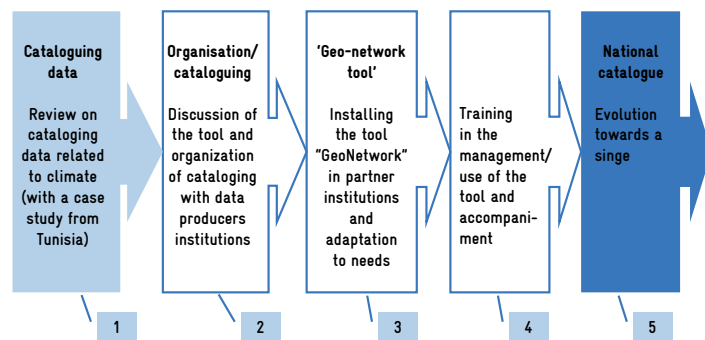 Cataloguing
data
Review on
cataloging
data related
to climate
(with a case
study from
Tunisia)
Organisation/
cataloguing
Discussion of
the tool and
organization
of cataloging
with data
producers
institutions
‘Geo-network
tool’
Installing
the tool
“GeoNetwork”
in partner
institutions
and
adaptation
to needs
Training
in the
management/
use of the
tool and
accompani-
ment
National
catalogue
Evolution
towards a
singe
1
2
3
4
5